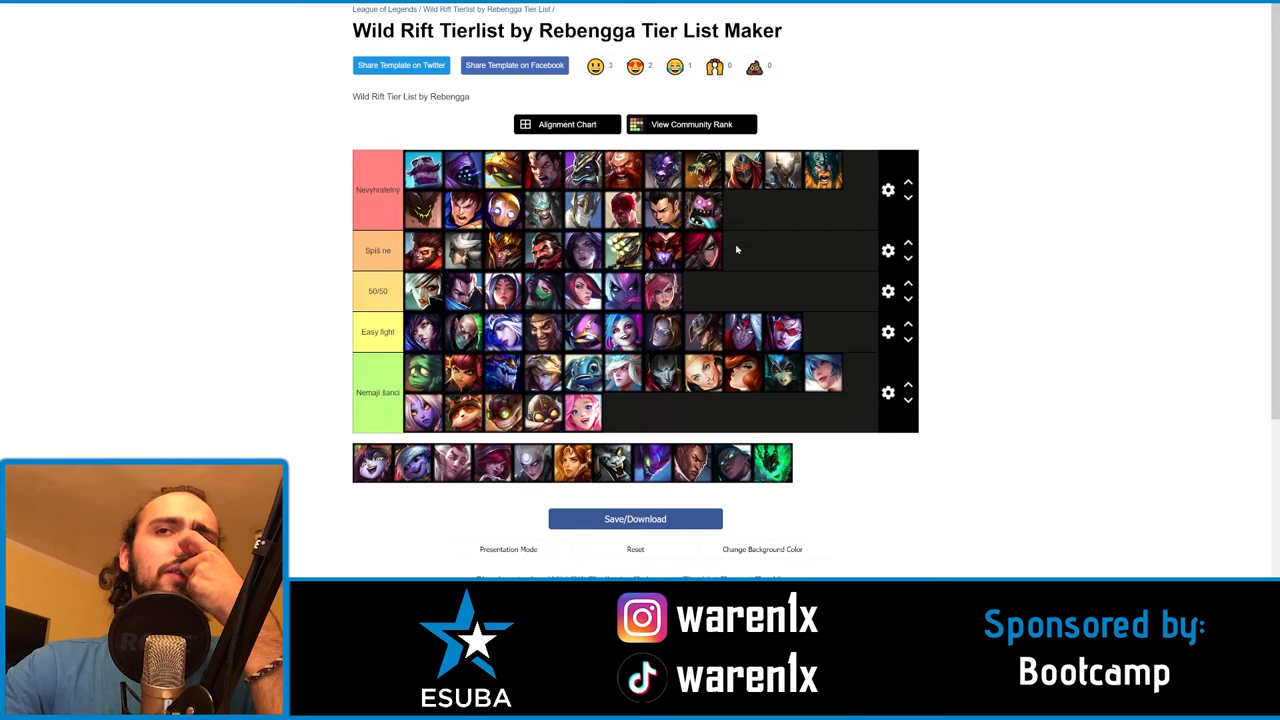 League of Legends / Wild Rift Tierlist by Rebengga Tier List /
Wild Rift Tierlist by Rebengga Tier List Maker
Share Template on Twitter
Share Template on Facebook
3
2
1
0
0
Wild Rift Tier List by Rebengga
Alignment Chart
View Community Rank
Nevyhratelný
Spíš ne
50/50
Easy fight
Nemají šanci
Save/Download
Presentation Mode
Reset
Change Background Color
ESUBA
waren1x
waren1x
Sponsored by:
Bootcamp